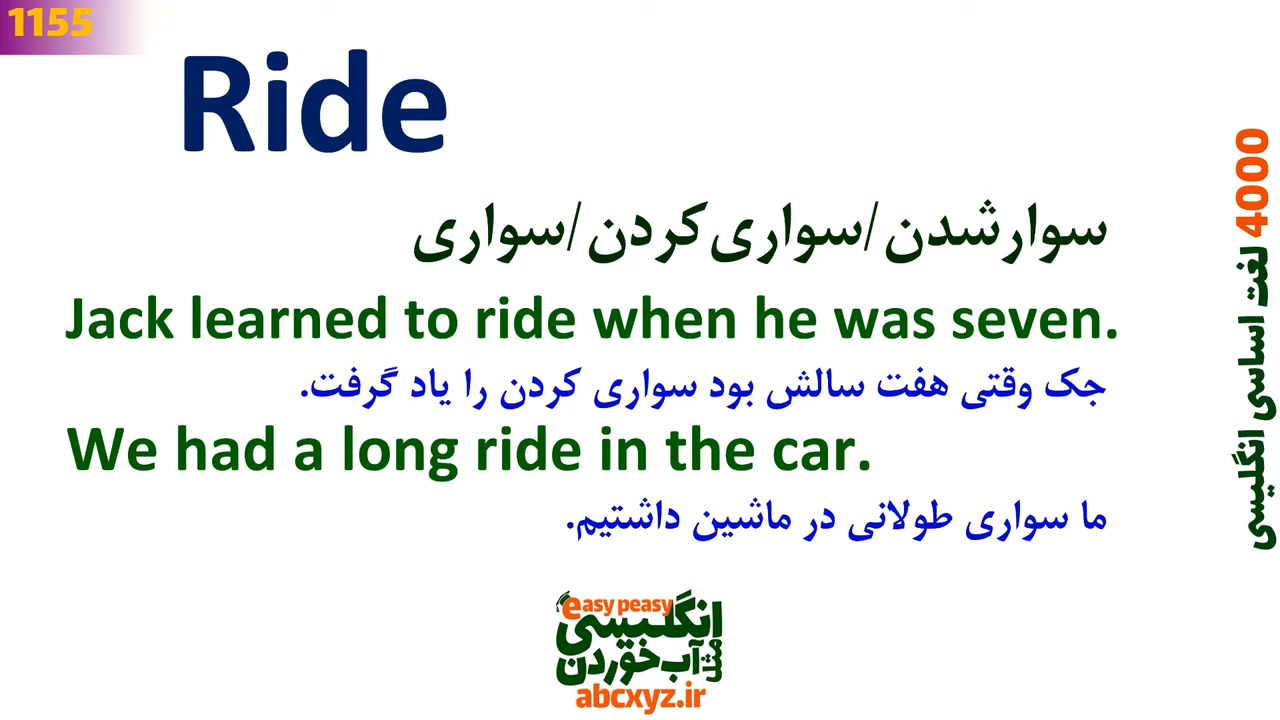 1155
Ride
سوارشدن/سواری کردن/سواری
Jack learned to ride when he was seven.
جک وقتی هفت سالش بود سواری کردن را یاد گرفت.
We had a long ride in the car.
ما سواری طولانی در ماشین داشتیم.
4000 لغت اساسی انگلیسی
easy peasy
انگلیسی
مثل آب خوردن
abcxyz.ir